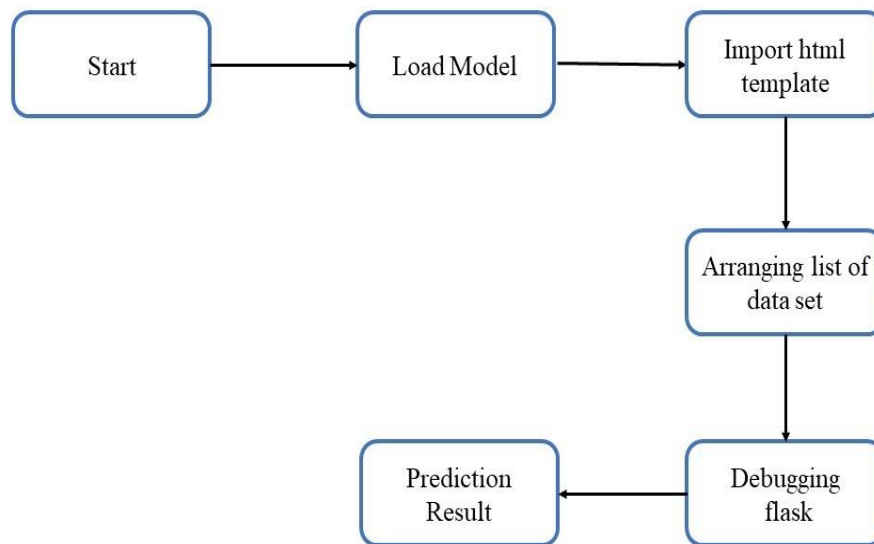 Start
Load Model
Import html
template
Arranging list of
data set
Debugging
flask
Prediction
Result